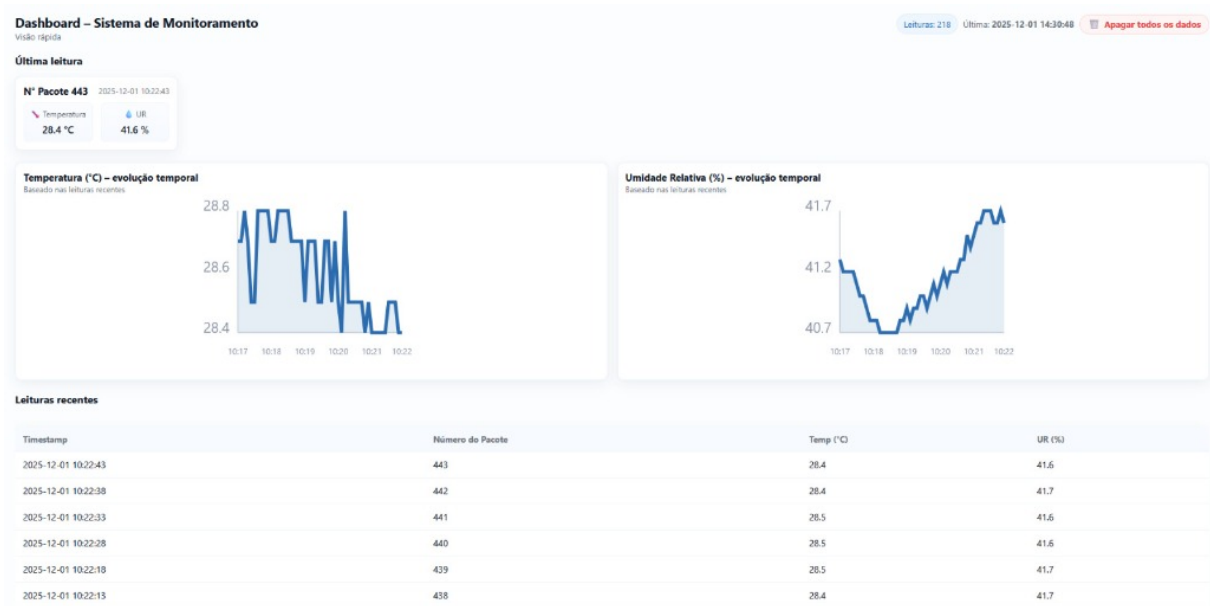 Dashboard – Sistema de Monitoramento
Visão rápida
Leituras: 218 Última: 2025-12-01 14:30:48 Apagar todos os dados
Última leitura
N° Pacote 443 2025-12-01 10:22:43
Temperatura UR
28.4 °C 41.6 %
Temperatura (°C) – evolução temporal
Baseado nas leituras recentes
28.8
28.6
28.4
10:17 10:18 10:19 10:20 10:21 10:22
Umidade Relativa (%) – evolução temporal
Baseado nas leituras recentes
41.7
41.2
40.7
10:17 10:18 10:19 10:20 10:21 10:22
Leituras recentes
Timestamp Número do Pacote Temp (°C) UR (%)
2025-12-01 10:22:43 443 28.4 41.6
2025-12-01 10:22:38 442 28.4 41.7
2025-12-01 10:22:33 441 28.5 41.6
2025-12-01 10:22:28 440 28.5 41.6
2025-12-01 10:22:18 439 28.5 41.7
2025-12-01 10:22:13 438 28.4 41.7